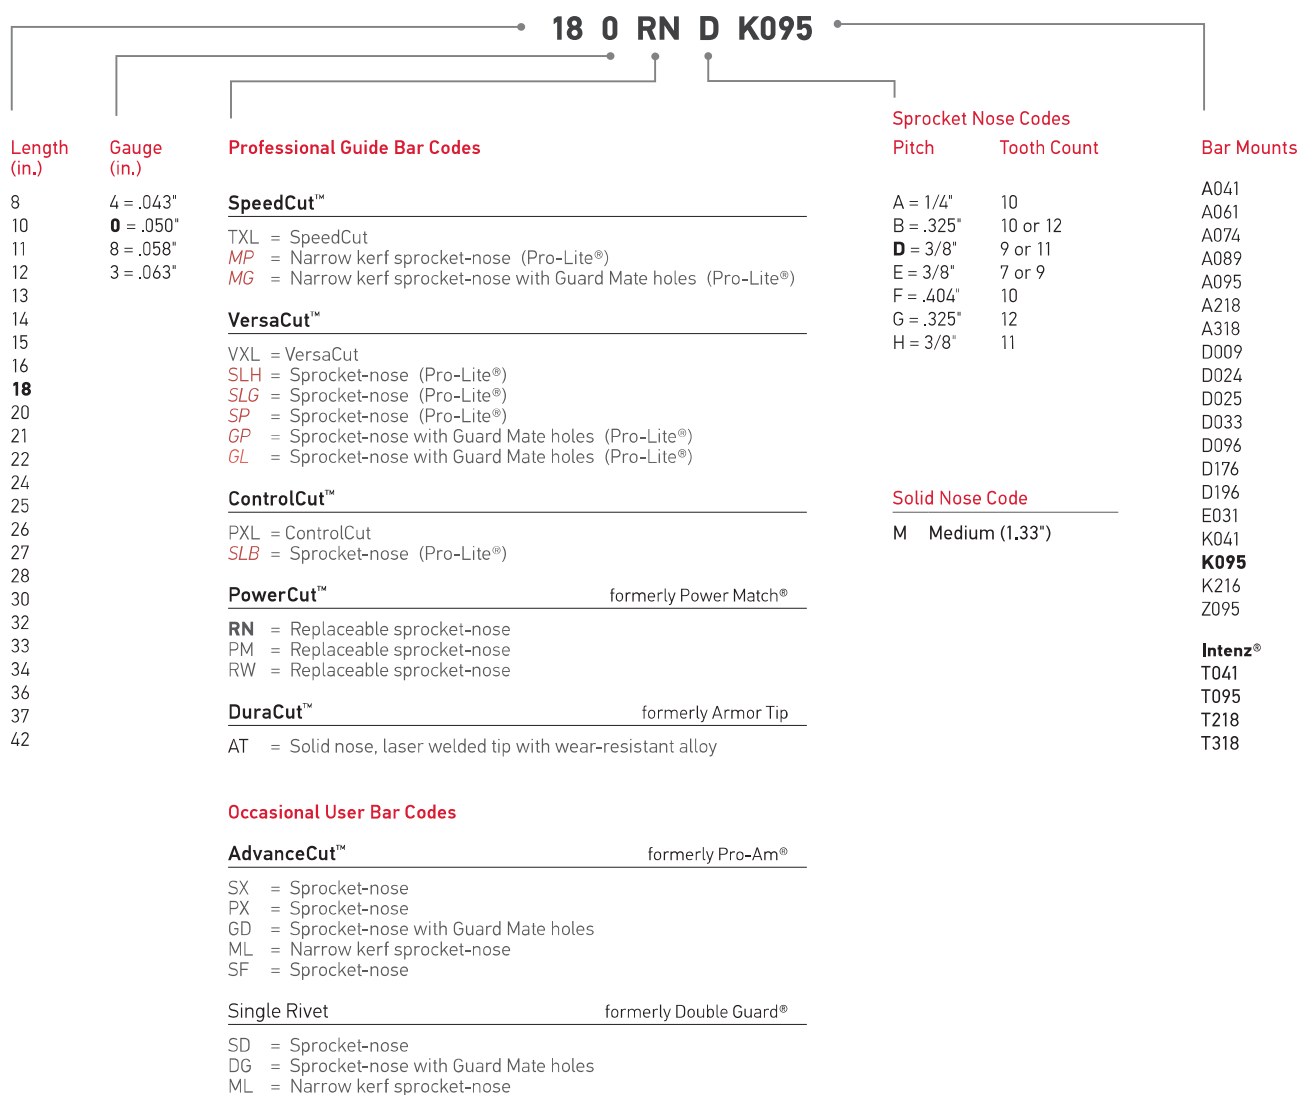 18 0 RN D K095
Length
(in.)
8
10
11
12
13
14
15
16
18
20
21
22
24
25
26
27
28
30
32
33
34
36
37
42
Gauge
(in.)
4 = .043"
0 = .050"
8 = .058"
3 = .063"
Professional Guide Bar Codes
SpeedCut™
TXL = SpeedCut
MP = Narrow kerf sprocket-nose (Pro-Lite®)
MG = Narrow kerf sprocket-nose with Guard Mate holes (Pro-Lite®)
VersaCut™
VXL = VersaCut
SLH = Sprocket-nose (Pro-Lite®)
SLG = Sprocket-nose (Pro-Lite®)
SP = Sprocket-nose (Pro-Lite®)
GP = Sprocket-nose with Guard Mate holes (Pro-Lite®)
GL = Sprocket-nose with Guard Mate holes (Pro-Lite®)
ControlCut™
PXL = ControlCut
SLB = Sprocket-nose (Pro-Lite®)
PowerCut™ formerly Power Match®
RN = Replaceable sprocket-nose
PM = Replaceable sprocket-nose
RW = Replaceable sprocket-nose
DuraCut™ formerly Armor Tip
AT = Solid nose, laser welded tip with wear-resistant alloy
Occasional User Bar Codes
AdvanceCut™ formerly Pro-Am®
SX = Sprocket-nose
PX = Sprocket-nose
GD = Sprocket-nose with Guard Mate holes
ML = Narrow kerf sprocket-nose
SF = Sprocket-nose
Single Rivet formerly Double Guard®
SD = Sprocket-nose
DG = Sprocket-nose with Guard Mate holes
ML = Narrow kerf sprocket-nose
Sprocket Nose Codes
Pitch Tooth Count
A = 1/4" 10
B = .325" 10 or 12
D = 3/8" 9 or 11
E = 3/8" 7 or 9
F = .404" 10
G = .325" 12
H = 3/8" 11
Solid Nose Code
M Medium (1.33")
Bar Mounts
A041
A061
A074
A089
A095
A218
A318
D009
D024
D025
D033
D096
D176
D196
E031
K041
K095
K216
Z095
Intenz®
T041
T095
T218
T318